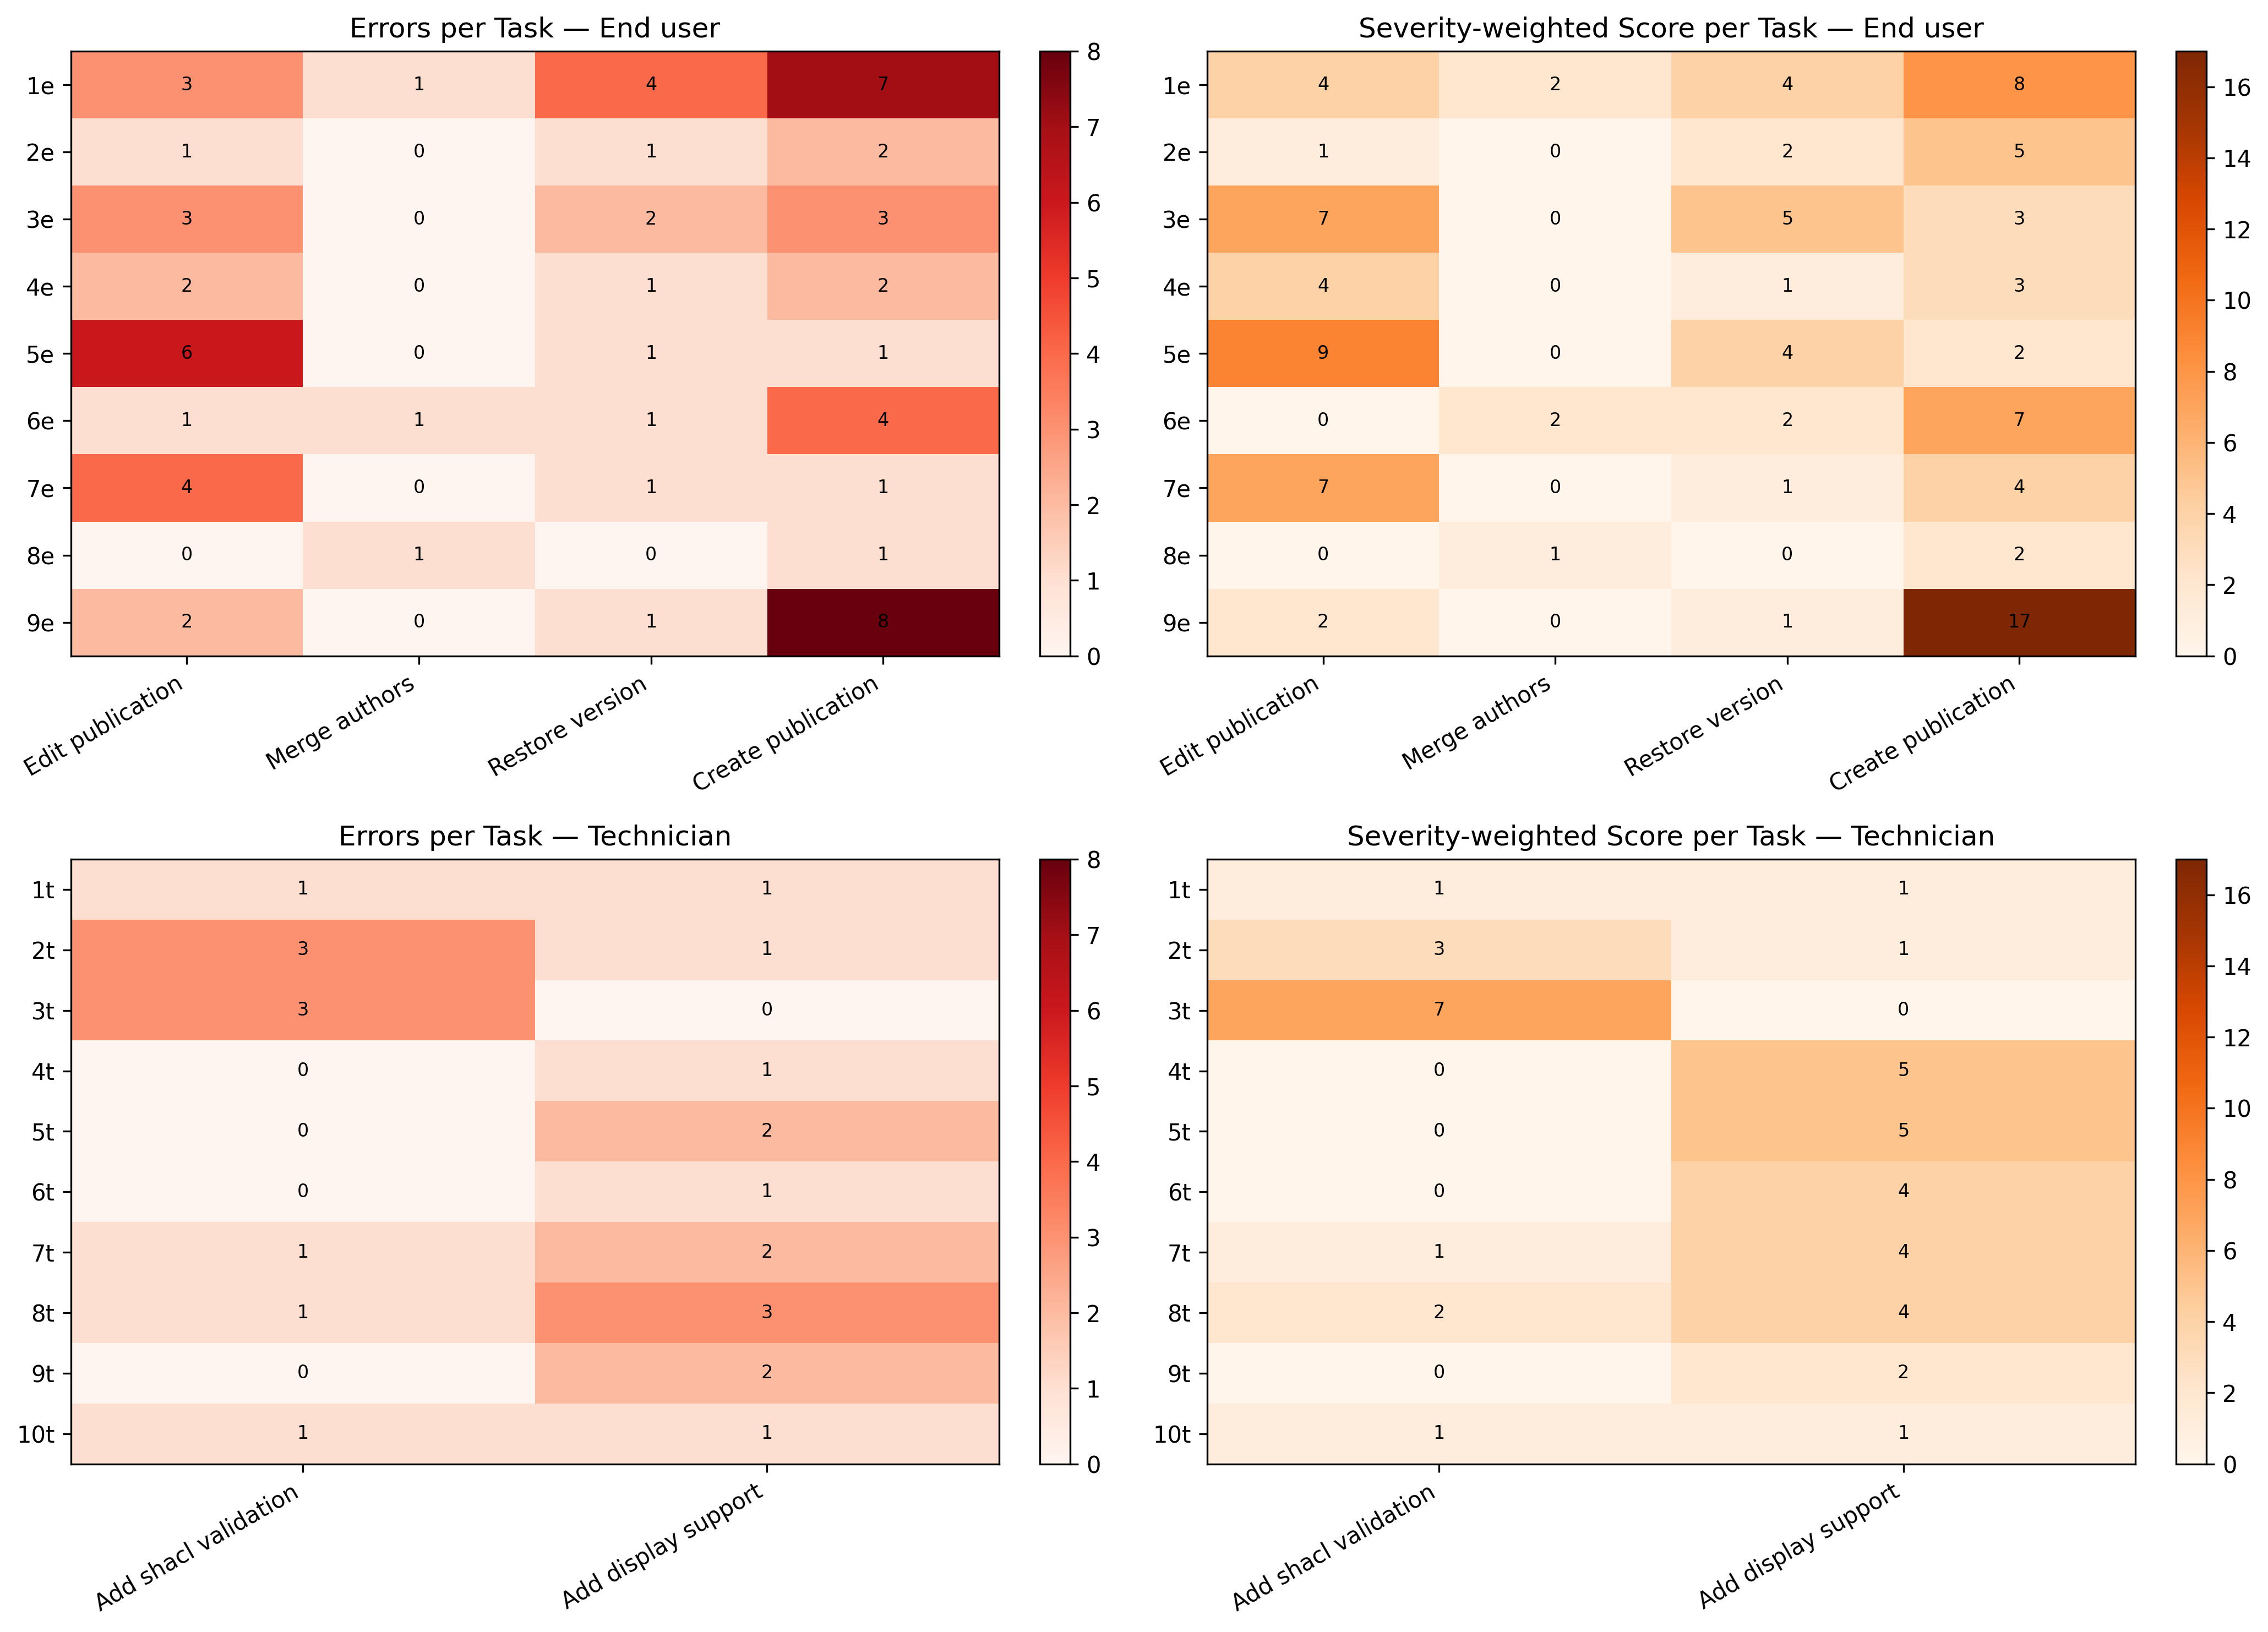 Errors per Task — End user
1e 3 1 4 7
2e 1 0 1 2
3e 3 0 2 3
4e 2 0 1 2
5e 6 0 1 1
6e 1 1 1 4
7e 4 0 1 1
8e 0 1 0 1
9e 2 0 1 8
Edit publication
Merge authors
Restore version
Create publication
8
7
6
5
4
3
2
1
0
Severity-weighted Score per Task — End user
1e 4 2 4 8
2e 1 0 2 5
3e 7 0 5 3
4e 4 0 1 3
5e 9 0 4 2
6e 0 2 2 7
7e 7 0 1 4
8e 0 1 0 2
9e 2 0 1 17
Edit publication
Merge authors
Restore version
Create publication
16
14
12
10
8
6
4
2
0
Errors per Task — Technician
1t 1 1
2t 3 1
3t 3 0
4t 0 1
5t 0 2
6t 0 1
7t 1 2
8t 1 3
9t 0 2
10t 1 1
Add shacl validation
Add display support
8
7
6
5
4
3
2
1
0
Severity-weighted Score per Task — Technician
1t 1 1
2t 3 1
3t 7 0
4t 0 5
5t 0 5
6t 0 4
7t 1 4
8t 2 4
9t 0 2
10t 1 1
Add shacl validation
Add display support
16
14
12
10
8
6
4
2
0